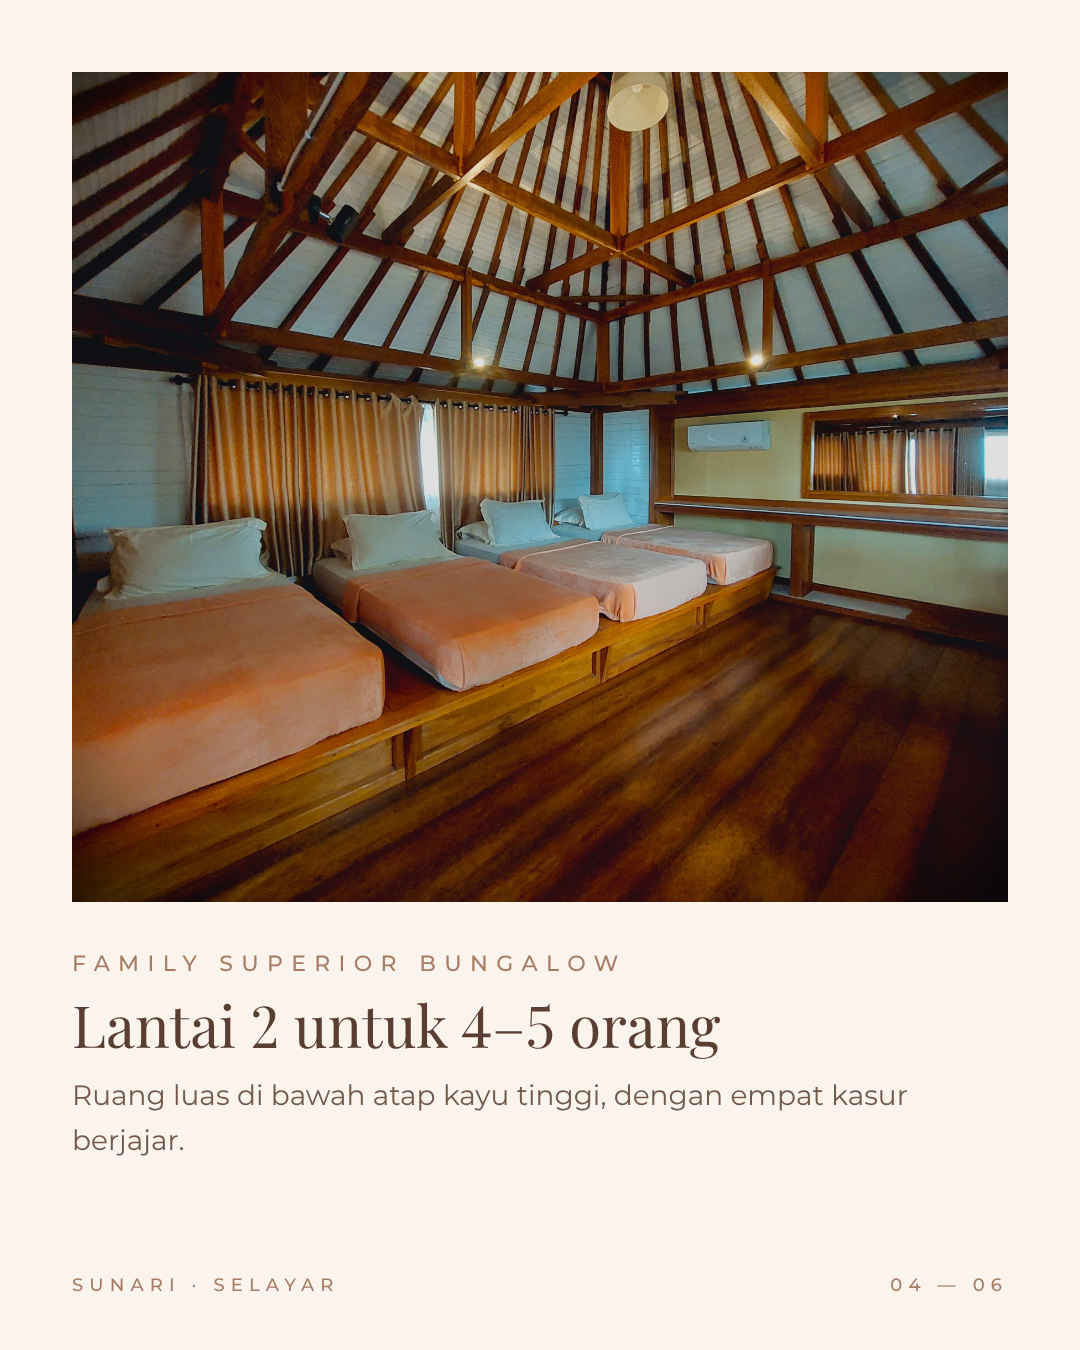 FAMILY SUPERIOR BUNGALOW
Lantai 2 untuk 4–5 orang
Ruang luas di bawah atap kayu tinggi, dengan empat kasur
berjajar.
SUNARI · SELAYAR
04 — 06